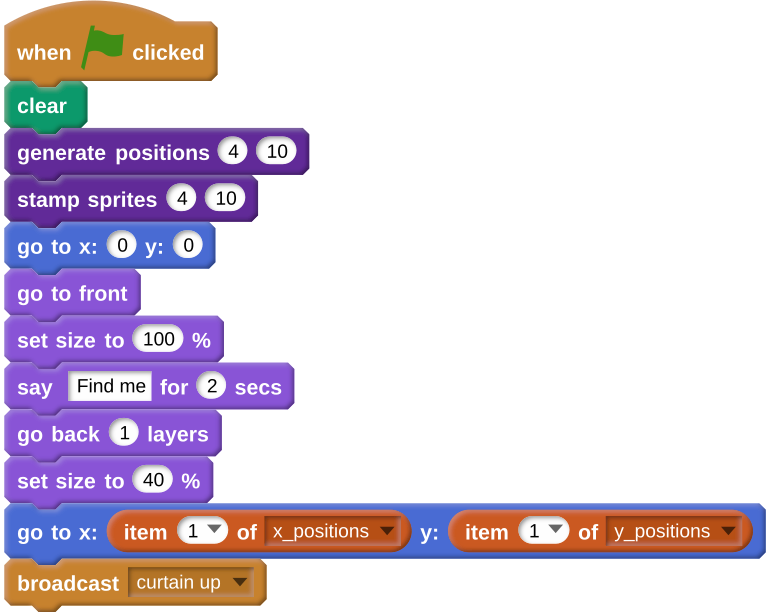 when clicked
clear
generate positions 4 10
stamp sprites 4 10
go to x: 0 y: 0
go to front
set size to 100 %
say Find me for 2 secs
go back 1 layers
set size to 40 %
go to x: item 1 of x_positions y: item 1 of y_positions
broadcast curtain up